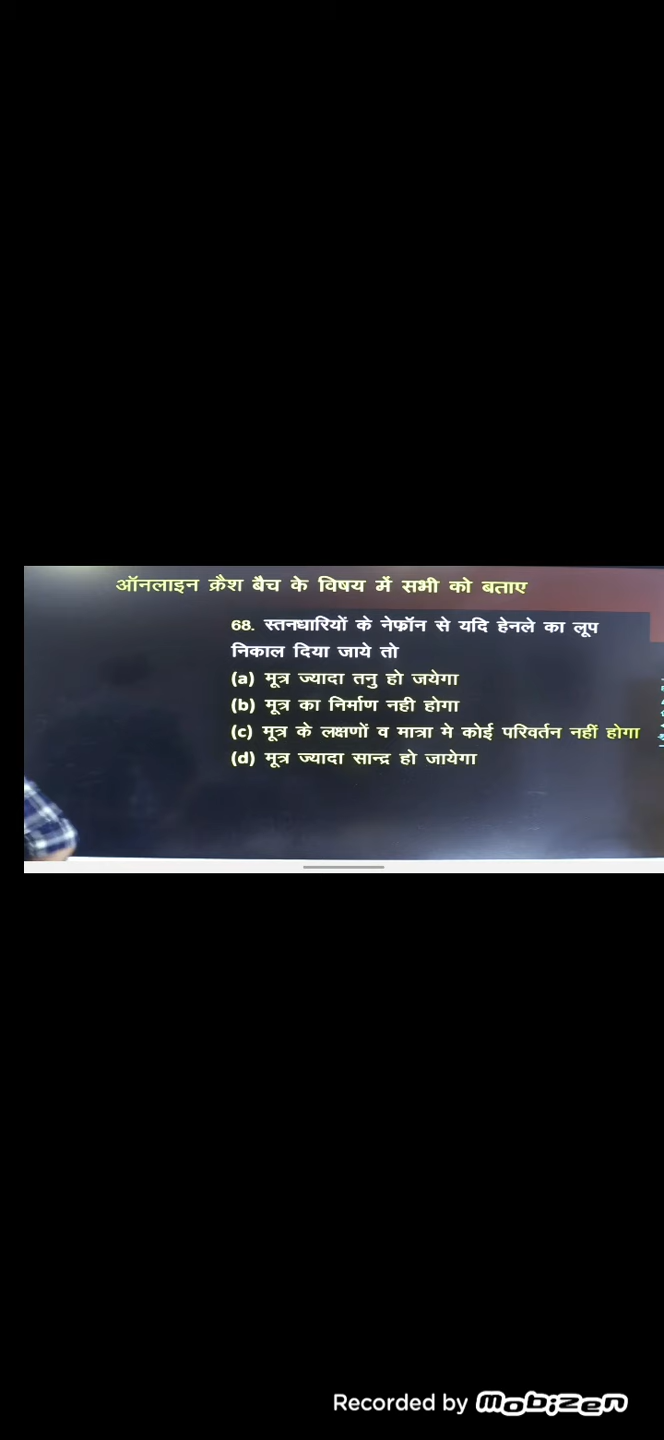 ऑनलाइन क्रैश बैच के विषय में सभी को बताए
68. स्तनधारियों के नेफ्रॉन से यदि हेनले का लूप
निकाल दिया जाये तो
(a) मूत्र ज्यादा तनु हो जयेगा
(b) मूत्र का निर्माण नही होगा
(c) मूत्र के लक्षणों व मात्रा मे कोई परिवर्तन नहीं होगा
(d) मूत्र ज्यादा सान्द्र हो जायेगा
Recorded by Mobizen